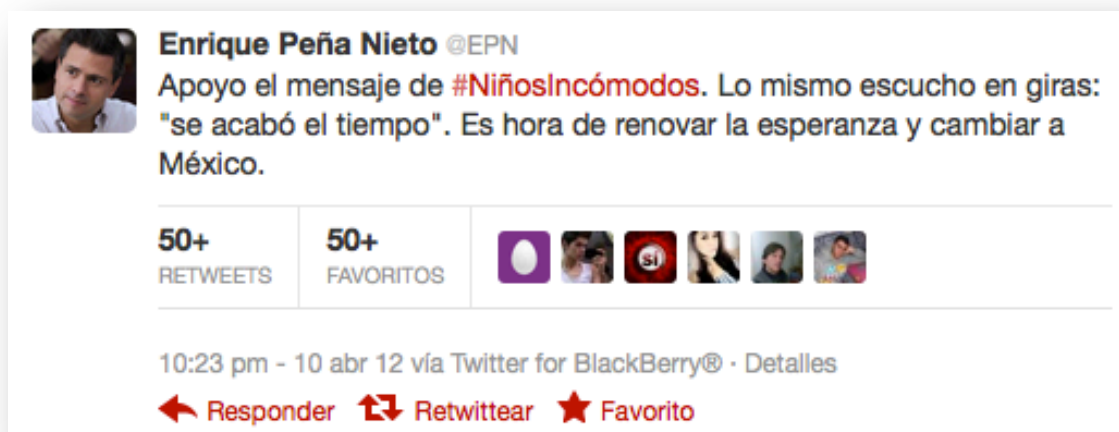 Enrique Peña Nieto @EPN
Apoyo el mensaje de #NiñosIncómodos. Lo mismo escucho en giras:
"se acabó el tiempo". Es hora de renovar la esperanza y cambiar a
México.
50+ 50+
RETWEETS FAVORITOS
si
10:23 pm - 10 abr 12 vía Twitter for BlackBerry® · Detalles
Responder Retwittear Favorito